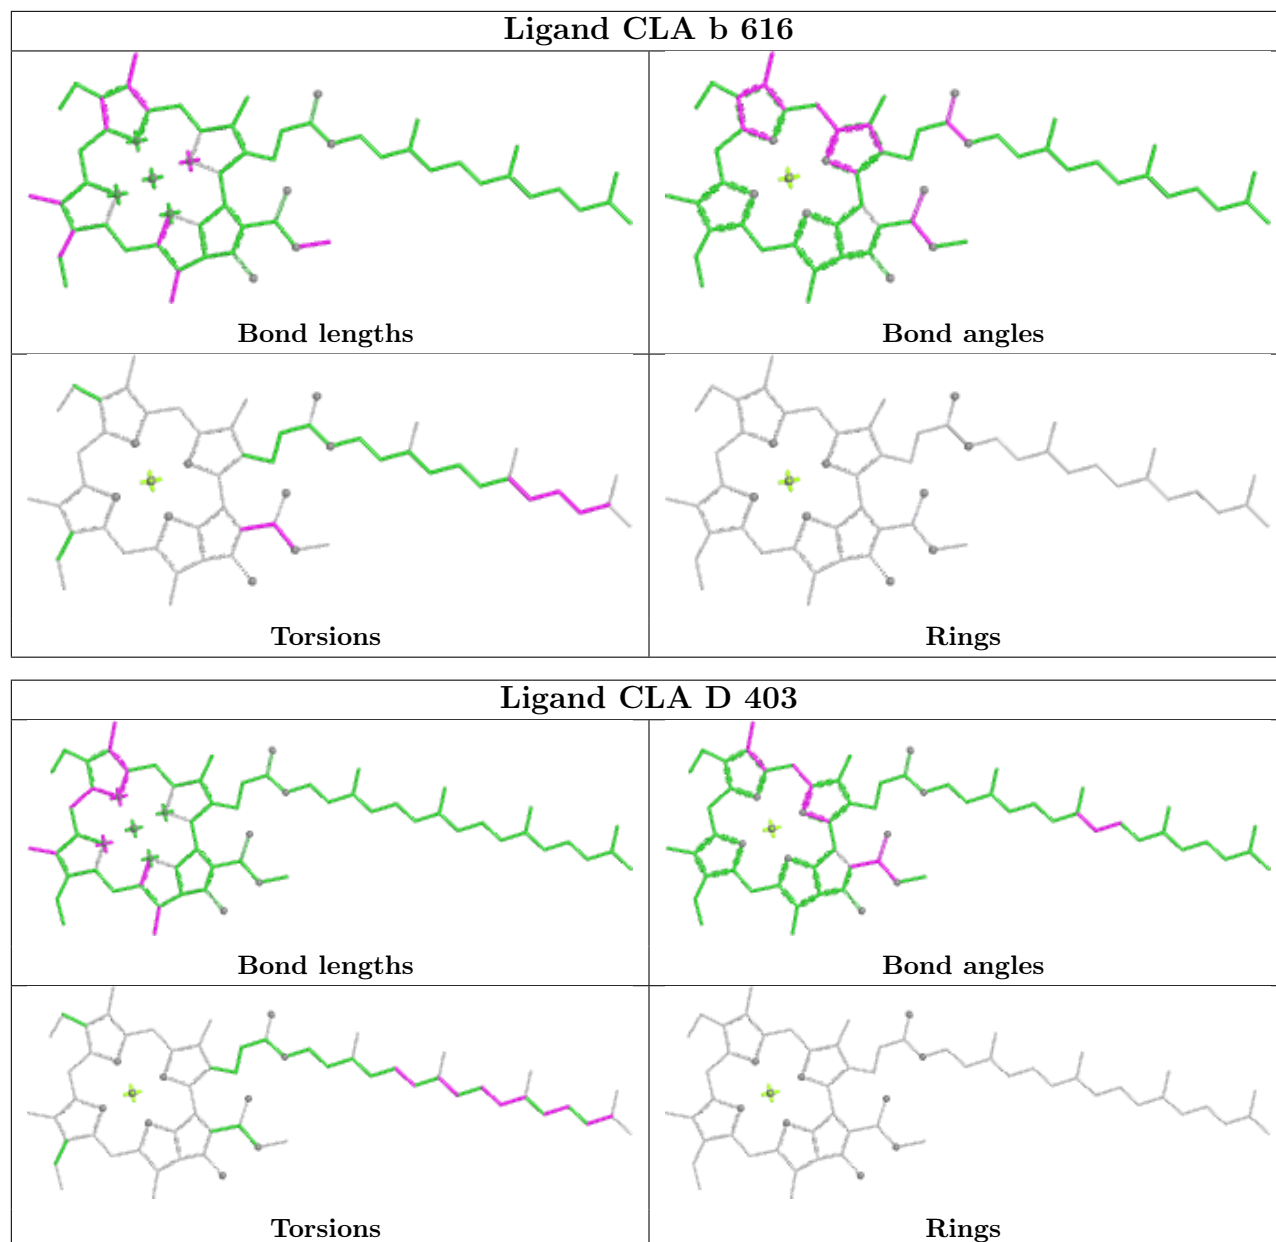 Ligand CLA b 616
Bond lengths
Bond angles
Torsions
Rings
Ligand CLA D 403
Bond lengths
Bond angles
Torsions
Rings